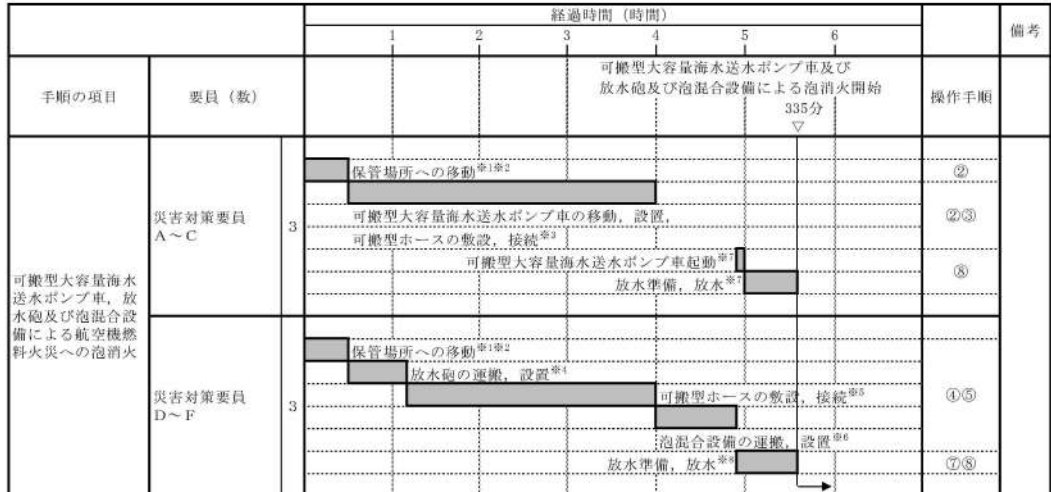 経過時間（時間）
備考
1 2 3 4 5 6
手順の項目
要員（数）
可搬型大容量海水送水ポンプ車及び
放水砲及び泡混合設備による泡消火開始
335分
▽
操作手順
可搬型大容量海水
送水ポンプ車，放
水砲及び泡混合設
備による航空機燃
料火災への泡消火
災害対策要員
A～C
3
保管場所への移動※1※2
②
可搬型大容量海水送水ポンプ車の移動，設置，
可搬型ホースの敷設，接続※3
②③
可搬型大容量海水送水ポンプ車起動※7
放水準備，放水※7
⑧
災害対策要員
D～F
3
保管場所への移動※1※2
放水砲の運搬，設置※4
可搬型ホースの敷設，接続※5
④⑤
泡混合設備の運搬，設置※6
放水準備，放水※8
⑦⑧